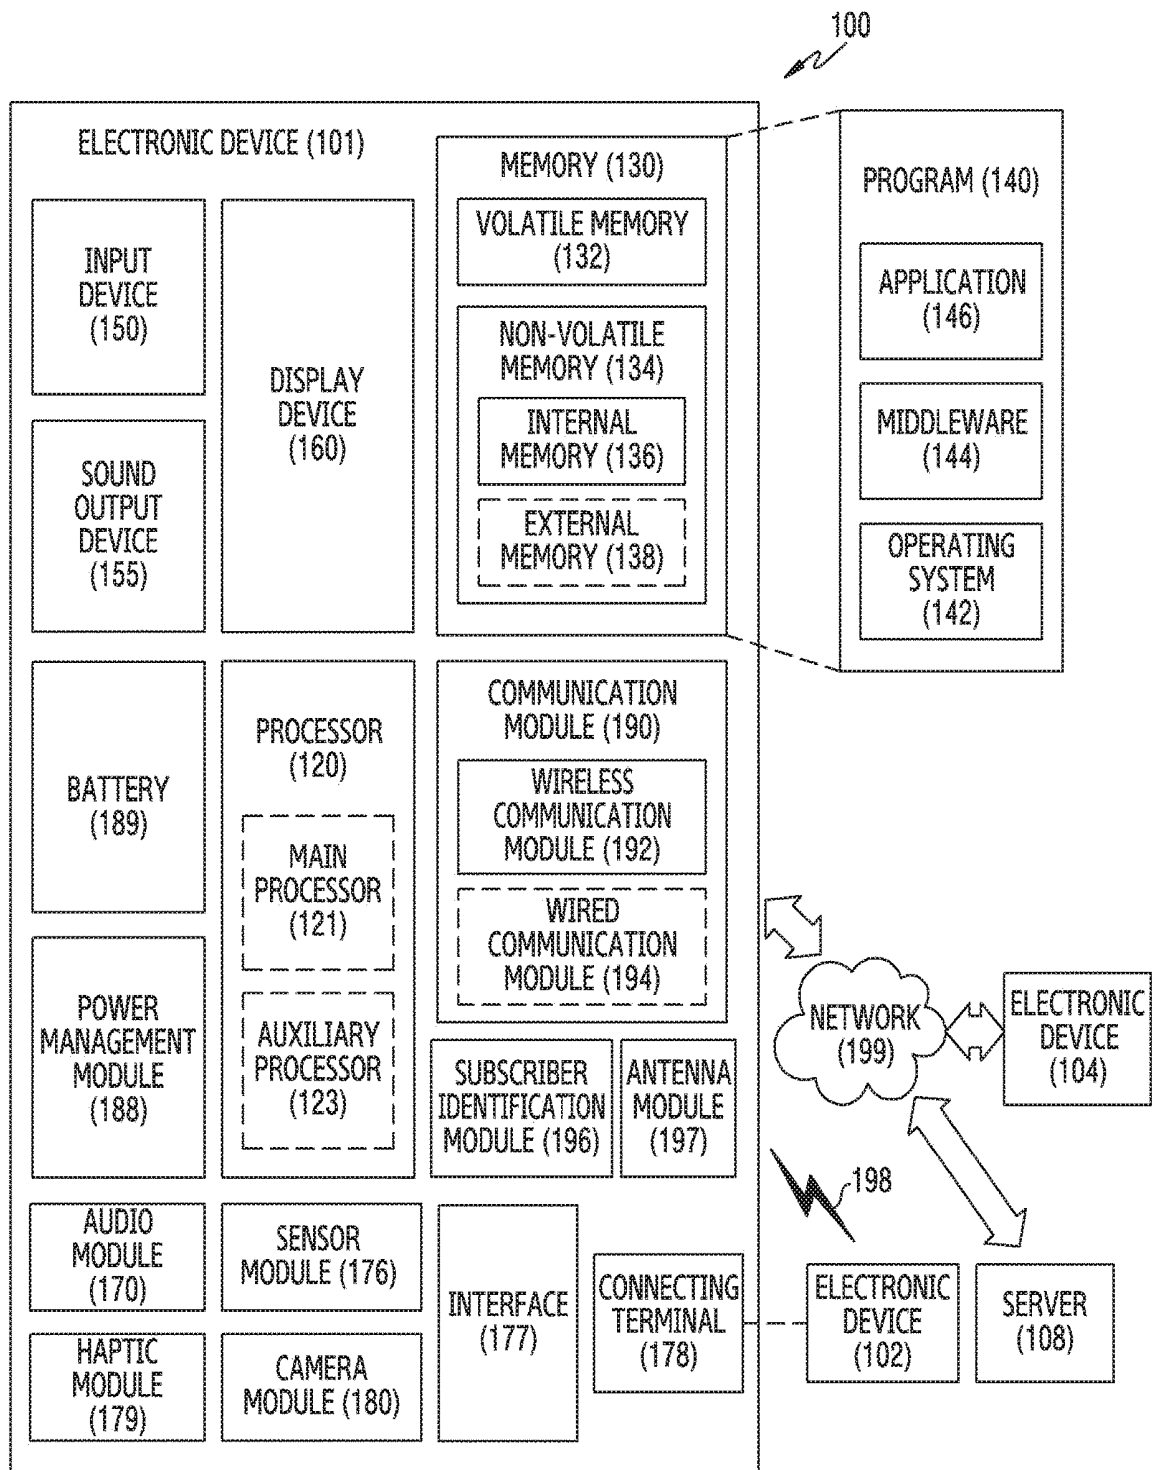 100
ELECTRONIC DEVICE (101)
INPUT
DEVICE
(150)
SOUND
OUTPUT
DEVICE
(155)
DISPLAY
DEVICE
(160)
MEMORY (130)
VOLATILE MEMORY
(132)
NON-VOLATILE
MEMORY (134)
INTERNAL
MEMORY (136)
EXTERNAL
MEMORY (138)
PROGRAM (140)
APPLICATION
(146)
MIDDLEWARE
(144)
OPERATING
SYSTEM
(142)
BATTERY
(189)
POWER
MANAGEMENT
MODULE
(188)
PROCESSOR
(120)
MAIN
PROCESSOR
(121)
AUXILIARY
PROCESSOR
(123)
COMMUNICATION
MODULE (190)
WIRELESS
COMMUNICATION
MODULE (192)
WIRED
COMMUNICATION
MODULE (194)
SUBSCRIBER
IDENTIFICATION
MODULE (196)
ANTENNA
MODULE
(197)
NETWORK
(199)
ELECTRONIC
DEVICE
(104)
198
AUDIO
MODULE
(170)
SENSOR
MODULE (176)
HAPTIC
MODULE
(179)
CAMERA
MODULE (180)
INTERFACE
(177)
CONNECTING
TERMINAL
(178)
ELECTRONIC
DEVICE
(102)
SERVER
(108)